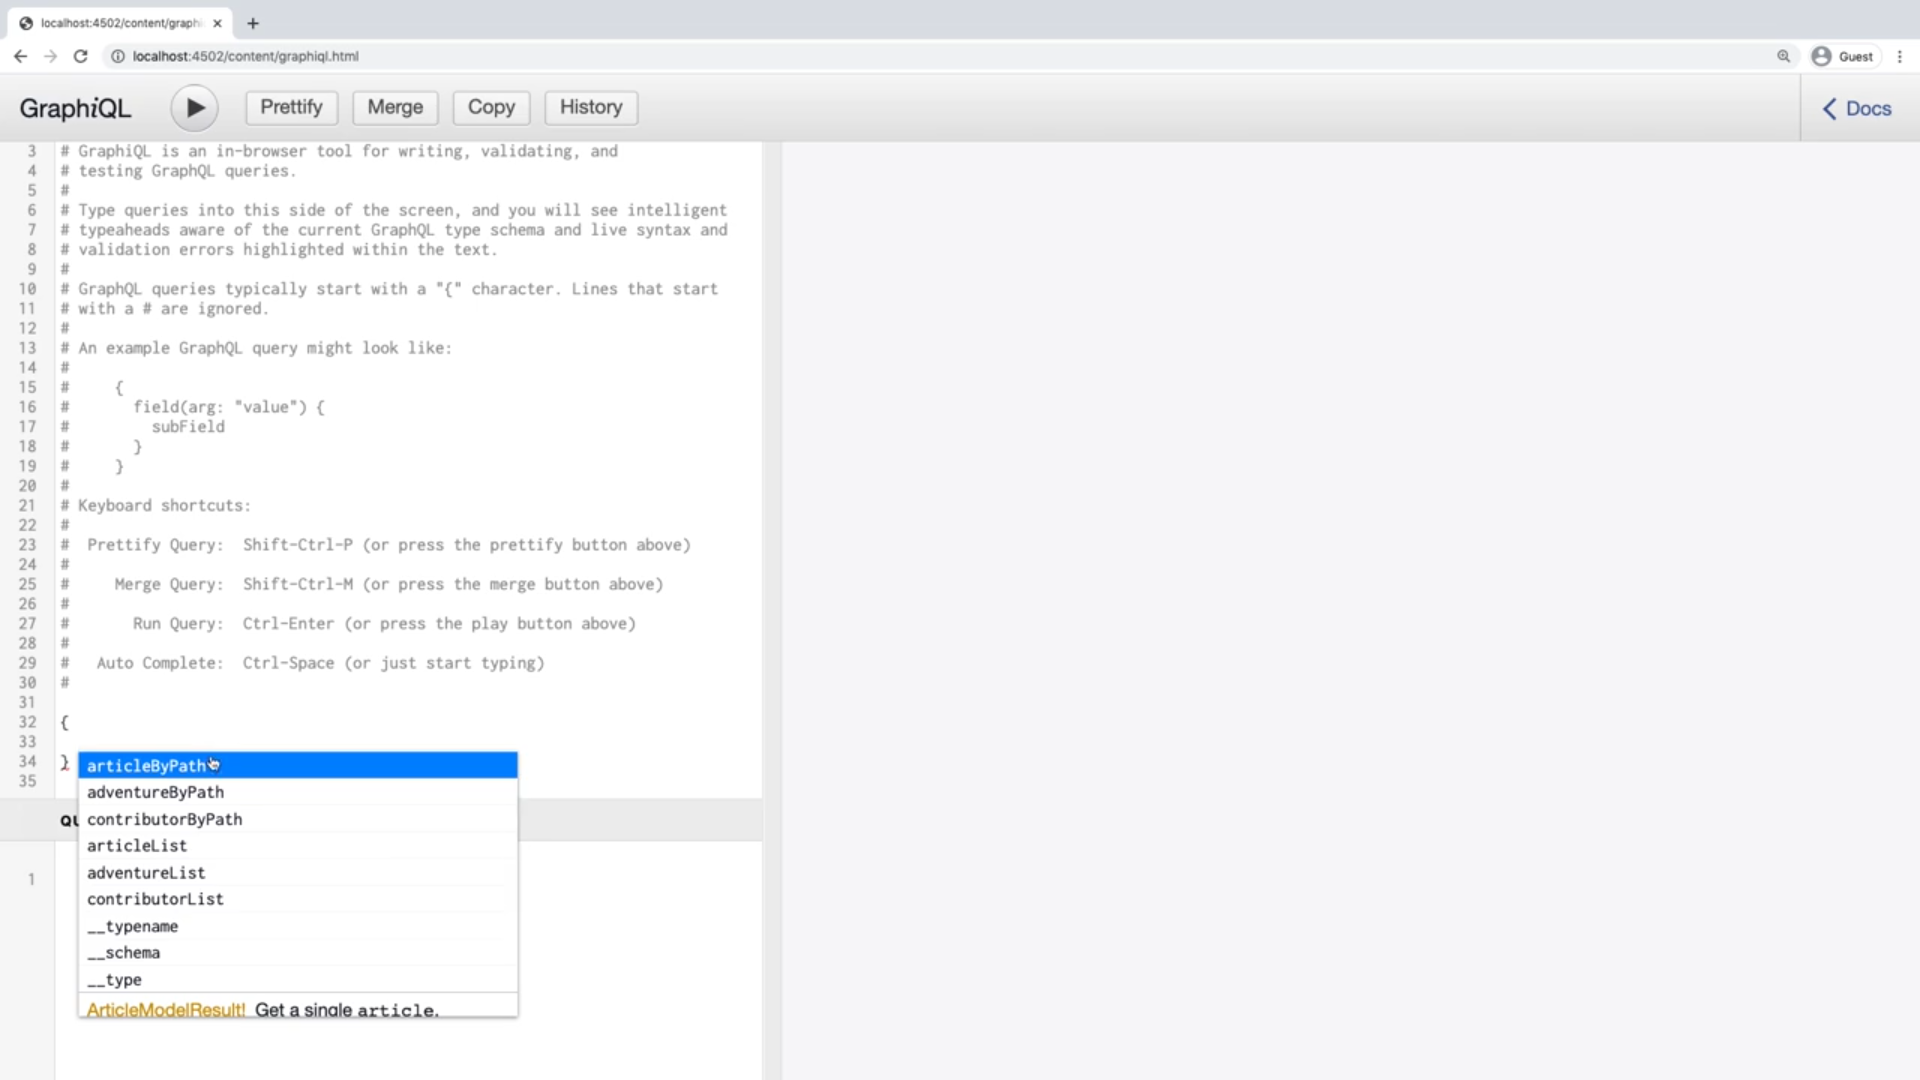 localhost:4502/content/graphi
localhost:4502/content/graphiql.html
Guest
GraphiQL
Prettify
Merge
Copy
History
Docs
3 # GraphiQL is an in-browser tool for writing, validating, and
4 # testing GraphQL queries.
5 #
6 # Type queries into this side of the screen, and you will see intelligent
7 # typeaheads aware of the current GraphQL type schema and live syntax and
8 # validation errors highlighted within the text.
9 #
10 # GraphQL queries typically start with a "{" character. Lines that start
11 # with a # are ignored.
12 #
13 # An example GraphQL query might look like:
14 #
15 #     {
16 #       field(arg: "value") {
17 #         subField
18 #       }
19 #     }
20 #
21 # Keyboard shortcuts:
22 #
23 #  Prettify Query:  Shift-Ctrl-P (or press the prettify button above)
24 #
25 #     Merge Query:  Shift-Ctrl-M (or press the merge button above)
26 #
27 #       Run Query:  Ctrl-Enter (or press the play button above)
28 #
29 #   Auto Complete:  Ctrl-Space (or just start typing)
30 #
31
32 {
33
34 }
35
articleByPath
adventureByPath
contributorByPath
articleList
adventureList
contributorList
__typename
__schema
__type
ArticleModelResult! Get a single article.
QU
1